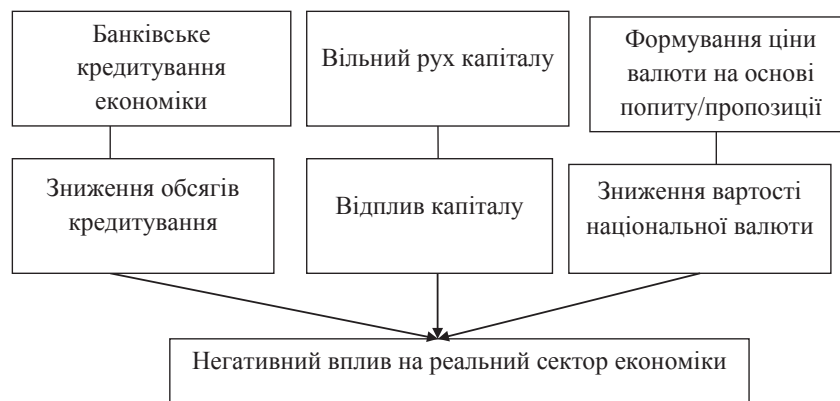 Банківське
кредитування
економіки
Вільний рух капіталу
Формування ціни
валюти на основі
попиту/пропозиції
Зниження обсягів
кредитування
Відплив капіталу
Зниження вартості
національної валюти
Негативний вплив на реальний сектор економіки